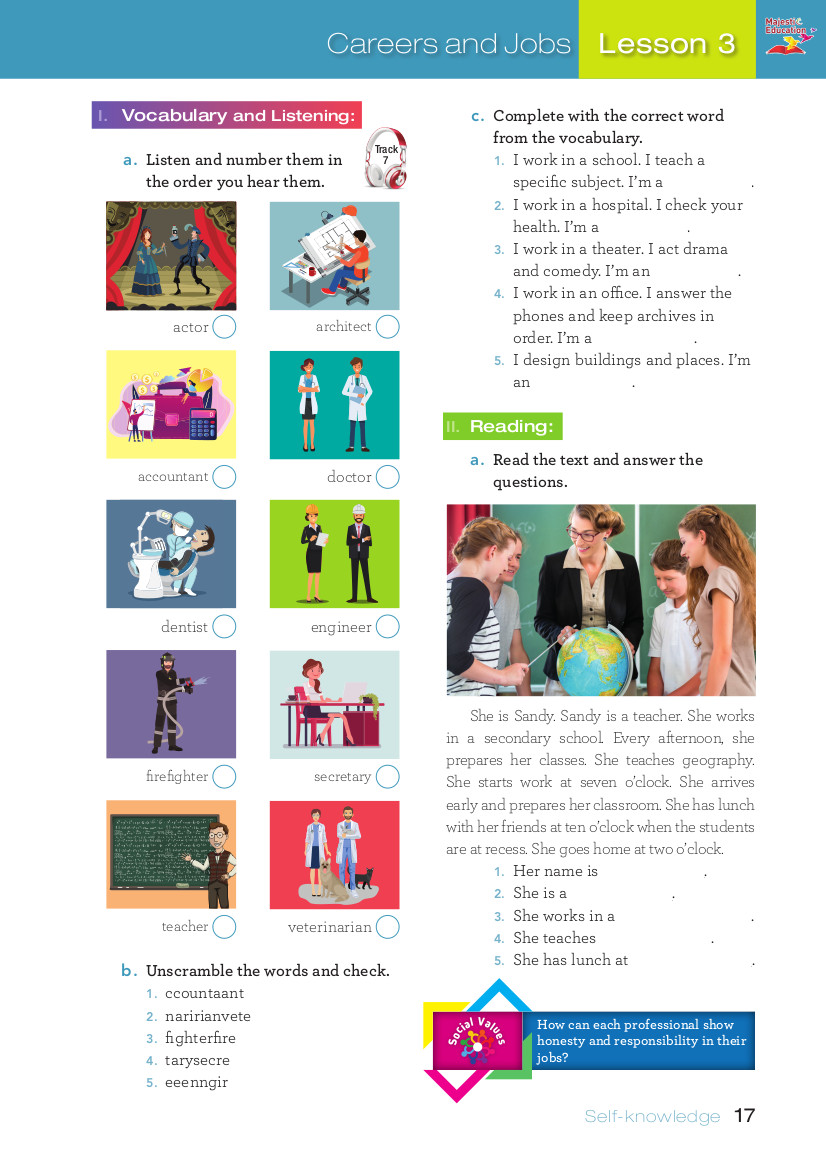 Careers and Jobs
Lesson 3
Majestic
Education
I. Vocabulary and Listening:
a. Listen and number them in
the order you hear them.
Track
7
actor
architect
accountant
doctor
dentist
engineer
firefighter
secretary
teacher
veterinarian
b. Unscramble the words and check.
1. ccountaant
2. naririanvete
3. fighterfire
4. tarysecre
5. eeenngir
c. Complete with the correct word
from the vocabulary.
1. I work in a school. I teach a
specific subject. I'm a .
2. I work in a hospital. I check your
health. I'm a .
3. I work in a theater. I act drama
and comedy. I'm an .
4. I work in an office. I answer the
phones and keep archives in
order. I'm a .
5. I design buildings and places. I'm
an .
II. Reading:
a. Read the text and answer the
questions.
She is Sandy. Sandy is a teacher. She works
in a secondary school. Every afternoon, she
prepares her classes. She teaches geography.
She starts work at seven o'clock. She arrives
early and prepares her classroom. She has lunch
with her friends at ten o'clock when the students
are at recess. She goes home at two o'clock.
1. Her name is .
2. She is a .
3. She works in a .
4. She teaches .
5. She has lunch at .
Social Values
How can each professional show
honesty and responsibility in their
jobs?
Self-knowledge 17